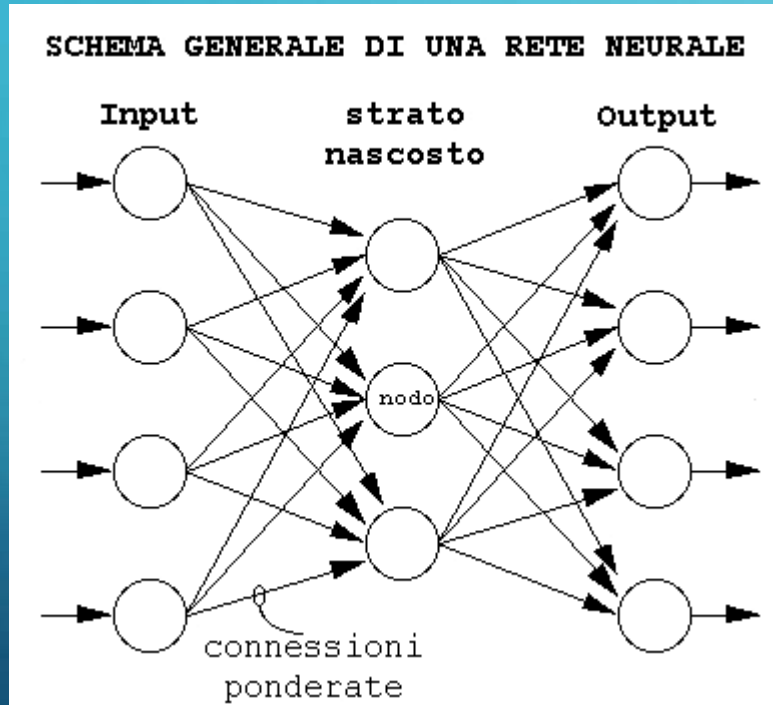 SCHEMA GENERALE DI UNA RETE NEURALE
Input
strato
nascosto
Output
nodo
connessioni
ponderate